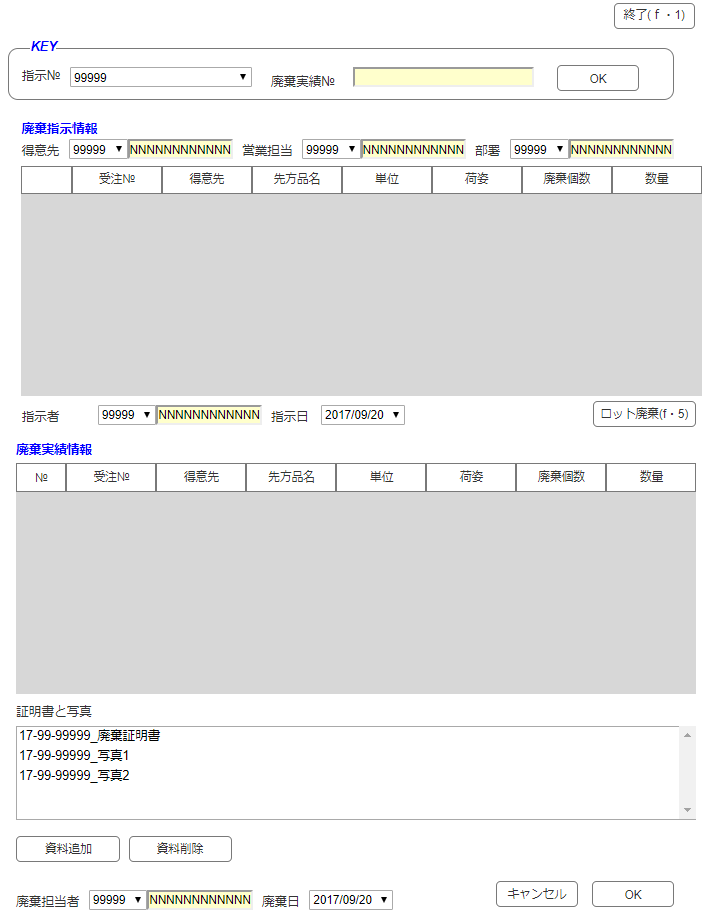 終了(ｆ・1)
KEY
指示№ 99999 廃棄実績№ OK
廃棄指示情報
得意先 99999 NNNNNNNNNNNN 営業担当 99999 NNNNNNNNNNNN 部署 99999 NNNNNNNNNNNN
受注№ 得意先 先方品名 単位 荷姿 廃棄個数 数量
指示者 99999 NNNNNNNNNNNN 指示日 2017/09/20 ロット廃棄(f・5)
廃棄実績情報
№ 受注№ 得意先 先方品名 単位 荷姿 廃棄個数 数量
証明書と写真
17-99-99999_廃棄証明書
17-99-99999_写真1
17-99-99999_写真2
資料追加 資料削除
廃棄担当者 99999 NNNNNNNNNNNN 廃棄日 2017/09/20 キャンセル OK